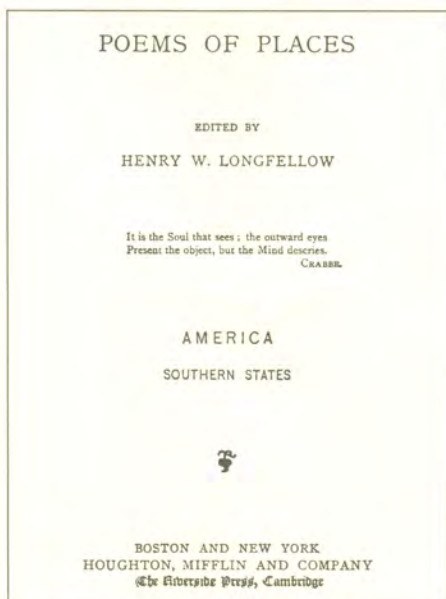 POEMS OF PLACES
EDITED BY
HENRY W. LONGFELLOW
It is the Soul that sees; the outward eyes
Present the object, but the Mind descries.
CRABBE.
AMERICA
SOUTHERN STATES
BOSTON AND NEW YORK
HOUGHTON, MIFFLIN AND COMPANY
The Riverside Press, Cambridge